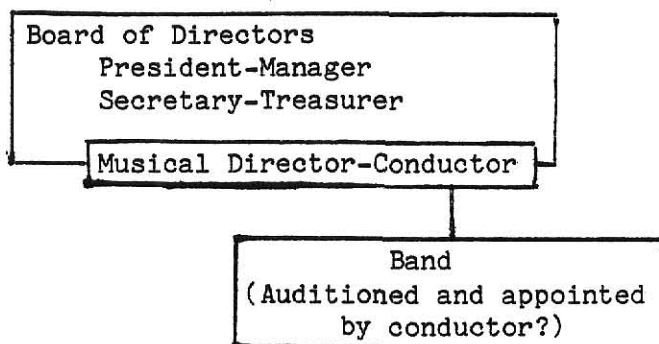 Board of Directors
President-Manager
Secretary-Treasurer
Musical Director-Conductor
Band
(Auditioned and appointed
by conductor?)